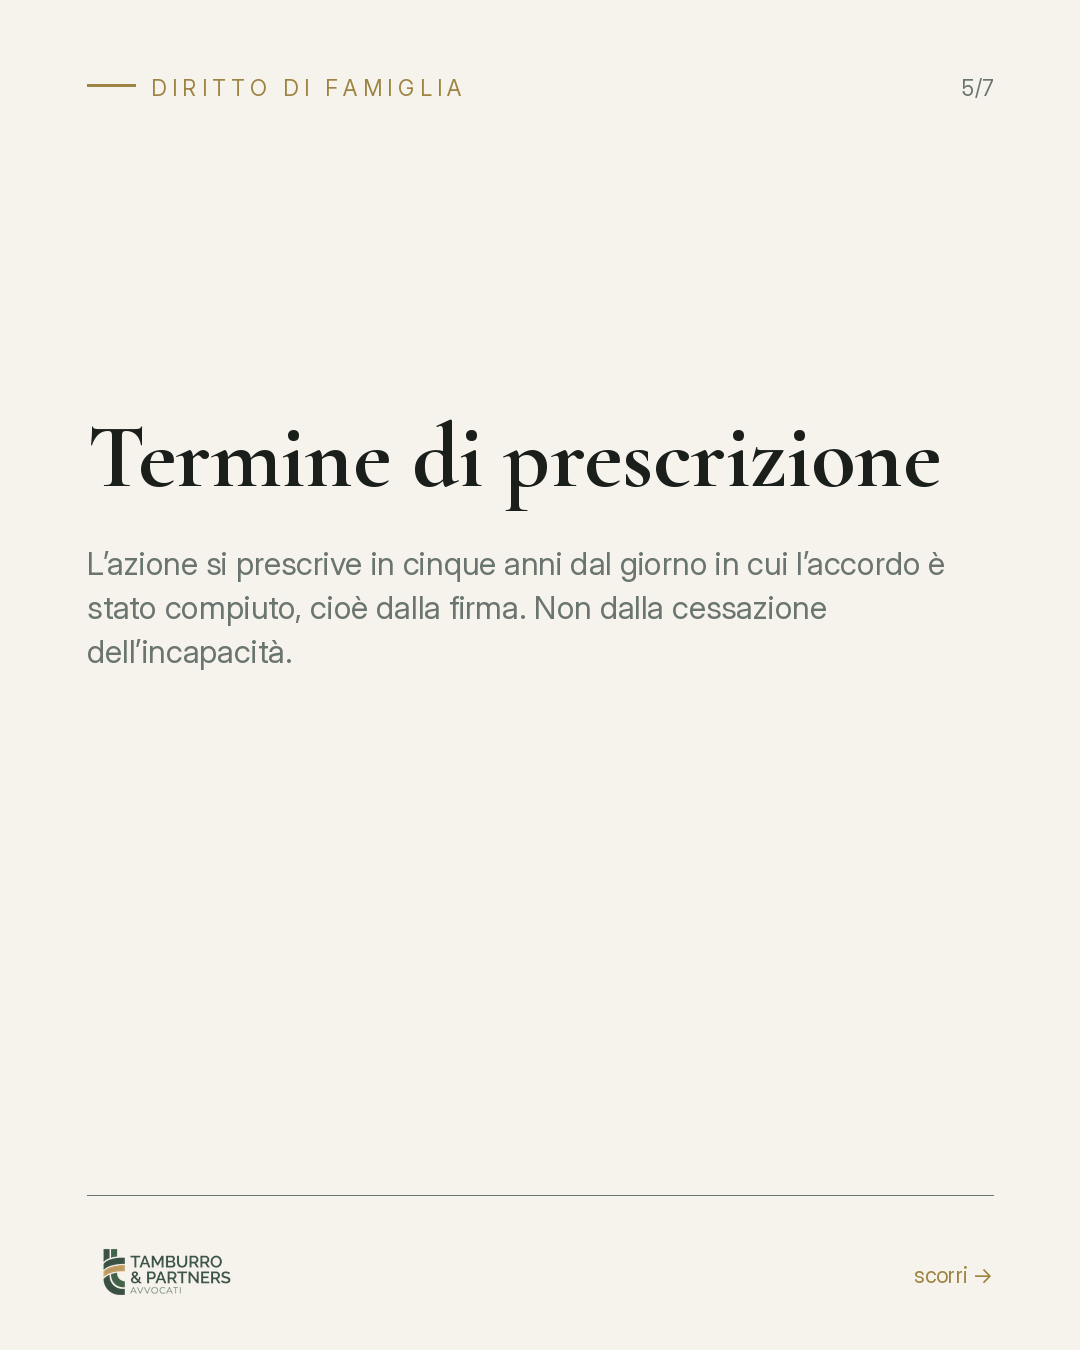 DIRITTO DI FAMIGLIA
5/7
Termine di prescrizione
L’azione si prescrive in cinque anni dal giorno in cui l’accordo è
stato compiuto, cioè dalla firma. Non dalla cessazione
dell’incapacità.
TAMBURRO
& PARTNERS
AVVOCATI
scorri →